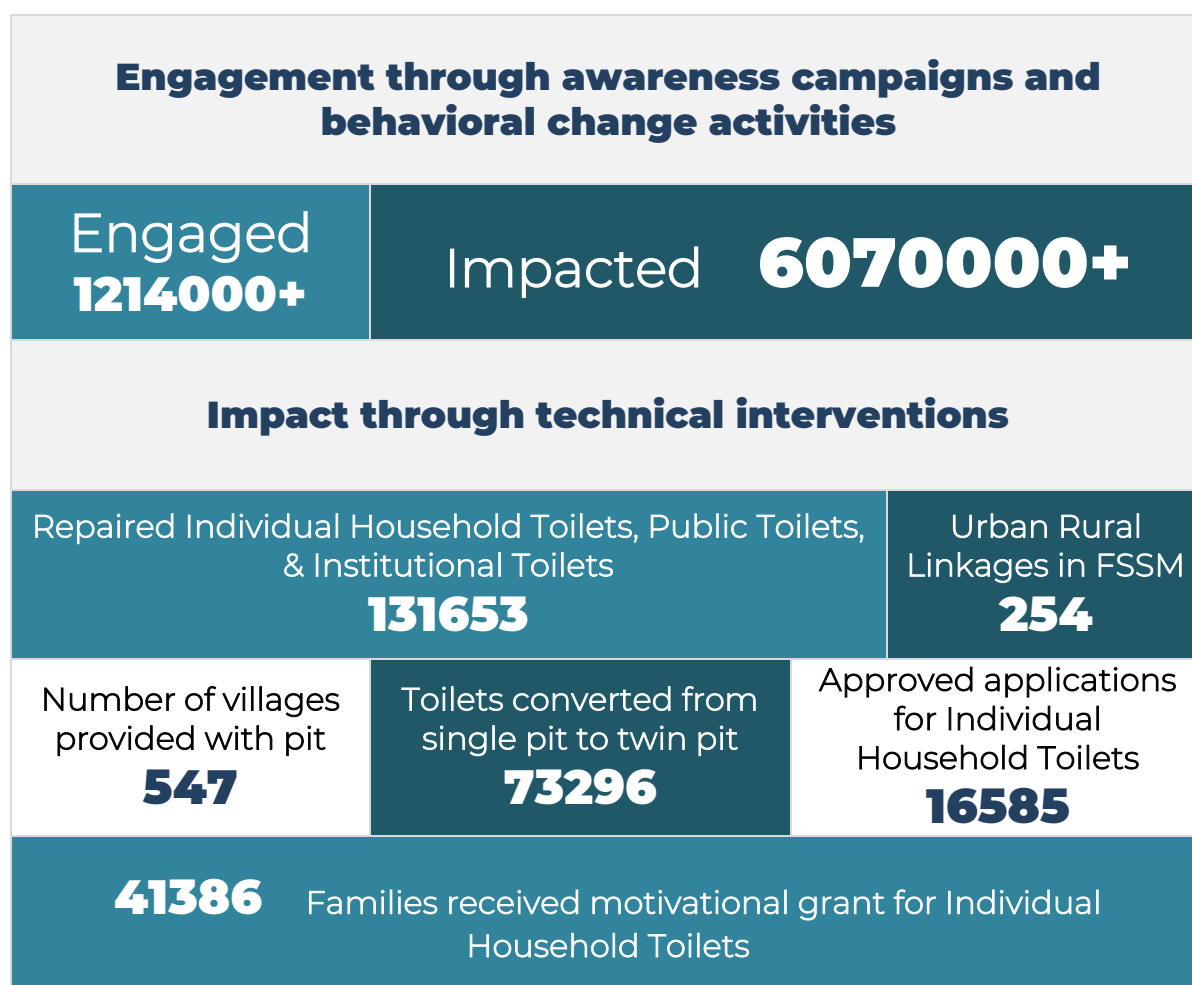 Engagement through awareness campaigns and
behavioral change activities
Engaged
1214000+
Impacted 6070000+
Impact through technical interventions
Repaired Individual Household Toilets, Public Toilets,
& Institutional Toilets
131653
Urban Rural
Linkages in FSSM
254
Number of villages
provided with pit
547
Toilets converted from
single pit to twin pit
73296
Approved applications
for Individual
Household Toilets
16585
41386 Families received motivational grant for Individual
Household Toilets